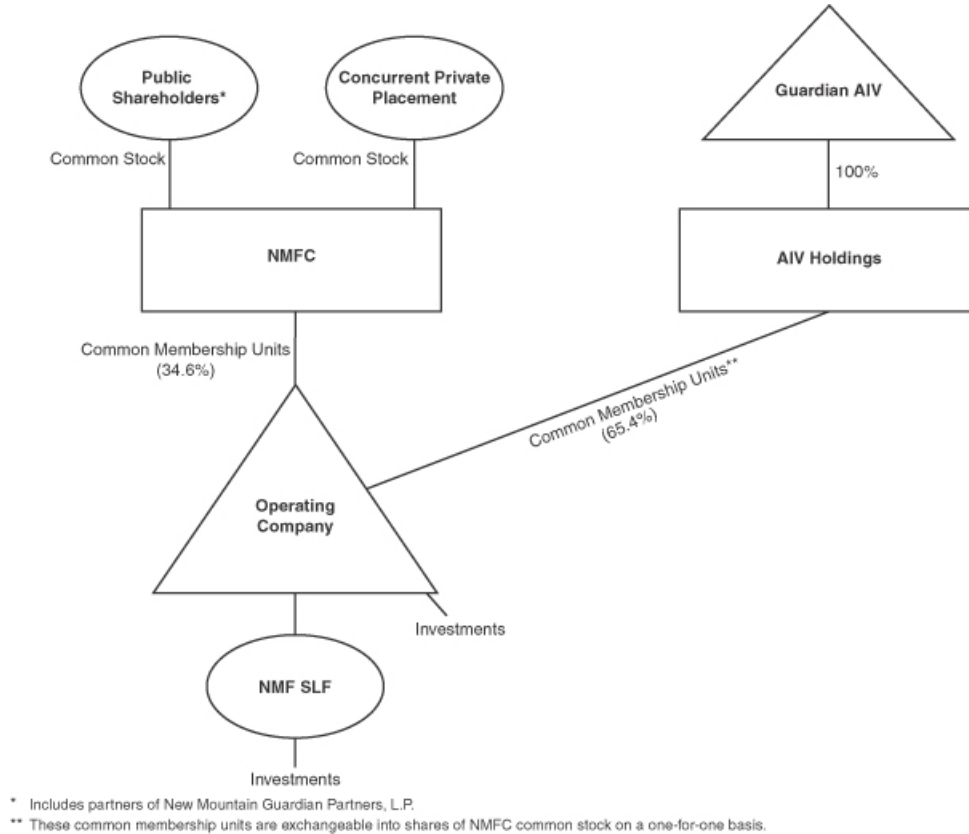 Public
Shareholders*
Concurrent Private
Placement
Guardian AIV
Common Stock
Common Stock
100%
NMFC
AIV Holdings
Common Membership Units
(34.6%)
Common Membership Units**
(65.4%)
Operating
Company
Investments
NMF SLF
Investments
* Includes partners of New Mountain Guardian Partners, L.P.
** These common membership units are exchangeable into shares of NMFC common stock on a one-for-one basis.